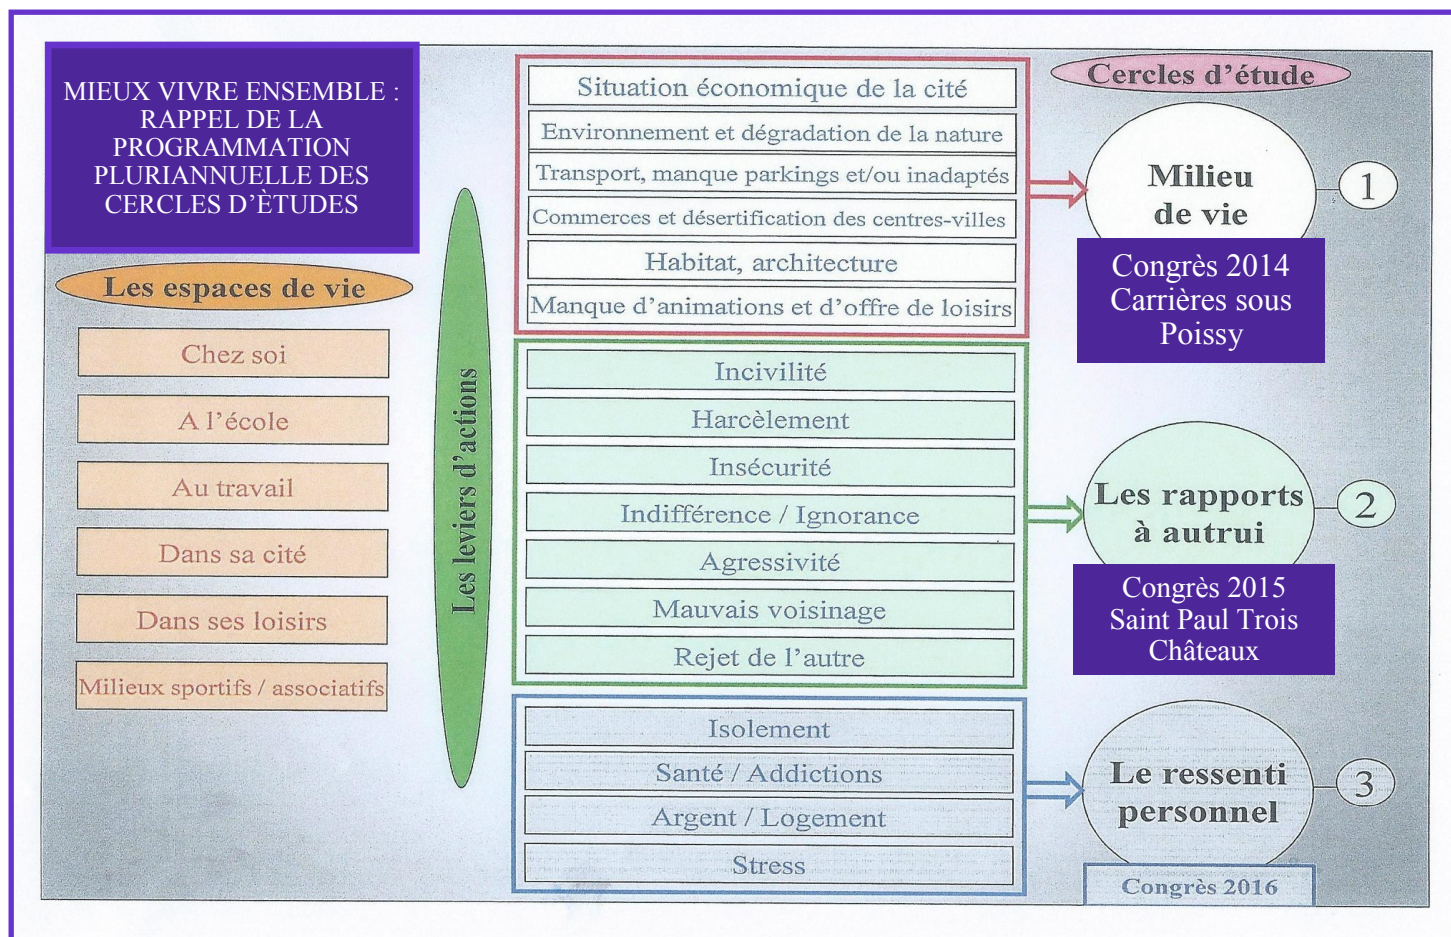 MIEUX VIVRE ENSEMBLE :
RAPPEL DE LA
PROGRAMMATION
PLURIANNUELLE DES
CERCLES D’ÈTUDES
Les espaces de vie
Chez soi
A l’école
Au travail
Dans sa cité
Dans ses loisirs
Milieux sportifs / associatifs
Les leviers d’actions
Situation économique de la cité
Environnement et dégradation de la nature
Transport, manque parkings et/ou inadaptés
Commerces et désertification des centres-villes
Habitat, architecture
Manque d’animations et d’offre de loisirs
Incivilité
Harcèlement
Insécurité
Indifférence / Ignorance
Agressivité
Mauvais voisinage
Rejet de l’autre
Isolement
Santé / Addictions
Argent / Logement
Stress
Cercles d’étude
Milieu
de vie
1
Congrès 2014
Carrières sous
Poissy
Les rapports
à autrui
2
Congrès 2015
Saint Paul Trois
Châteaux
Le ressenti
personnel
3
Congrès 2016